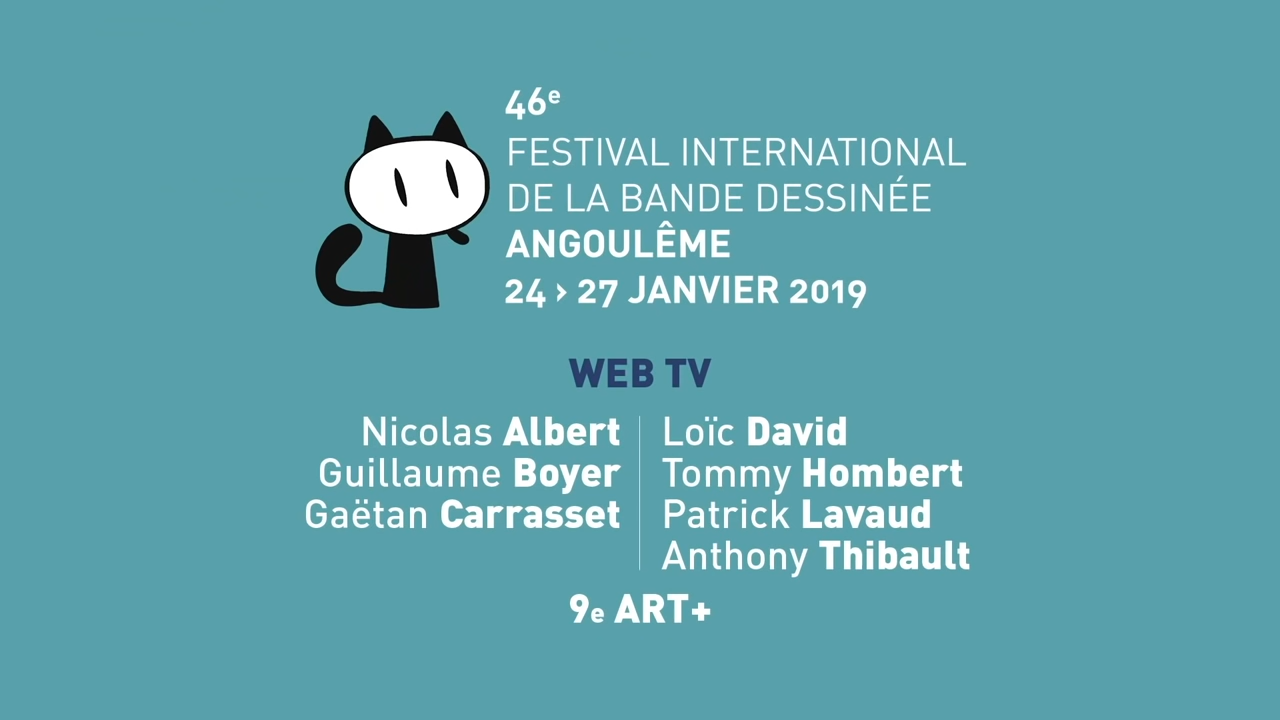 46e
FESTIVAL INTERNATIONAL
DE LA BANDE DESSINÉE
ANGOULÊME
24 › 27 JANVIER 2019
WEB TV
Nicolas Albert
Guillaume Boyer
Gaëtan Carrasset
Loïc David
Tommy Hombert
Patrick Lavaud
Anthony Thibault
9e ART+